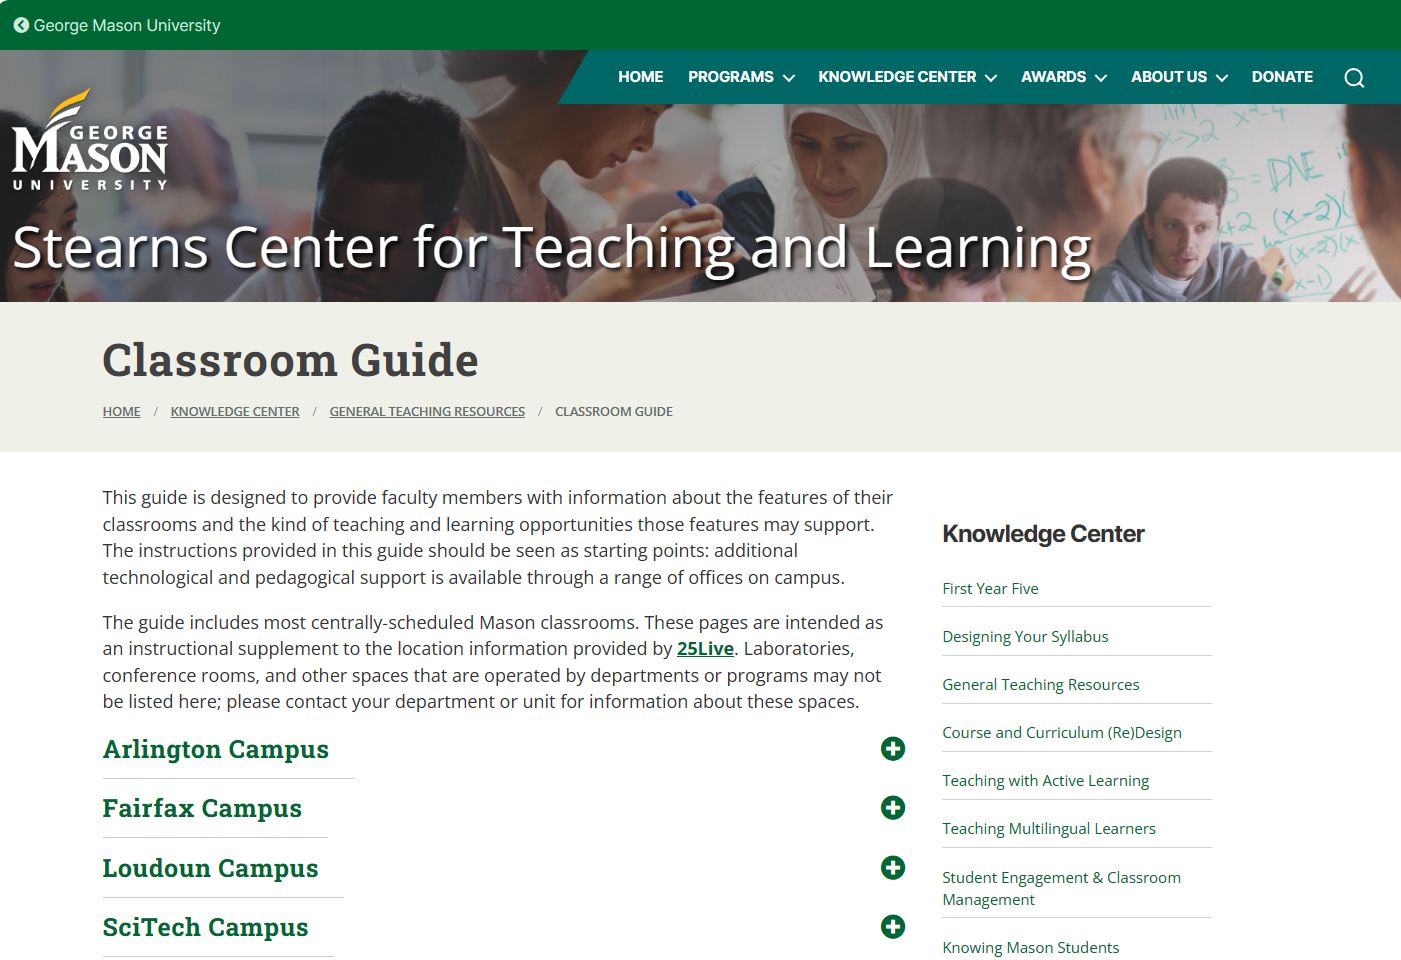 George Mason University
HOME PROGRAMS KNOWLEDGE CENTER AWARDS ABOUT US DONATE
GEORGE
MASON
UNIVERSITY
x>2 x²-4
= DNE
+2 (x-2)(
(x-2)(x-
(x-1)
Stearns Center for Teaching and Learning
Classroom Guide
HOME / KNOWLEDGE CENTER / GENERAL TEACHING RESOURCES / CLASSROOM GUIDE
This guide is designed to provide faculty members with information about the features of their
classrooms and the kind of teaching and learning opportunities those features may support.
The instructions provided in this guide should be seen as starting points: additional
technological and pedagogical support is available through a range of offices on campus.
The guide includes most centrally-scheduled Mason classrooms. These pages are intended as
an instructional supplement to the location information provided by 25Live. Laboratories,
conference rooms, and other spaces that are operated by departments or programs may not
be listed here; please contact your department or unit for information about these spaces.
Arlington Campus
Fairfax Campus
Loudoun Campus
SciTech Campus
Knowledge Center
First Year Five
Designing Your Syllabus
General Teaching Resources
Course and Curriculum (Re)Design
Teaching with Active Learning
Teaching Multilingual Learners
Student Engagement & Classroom
Management
Knowing Mason Students